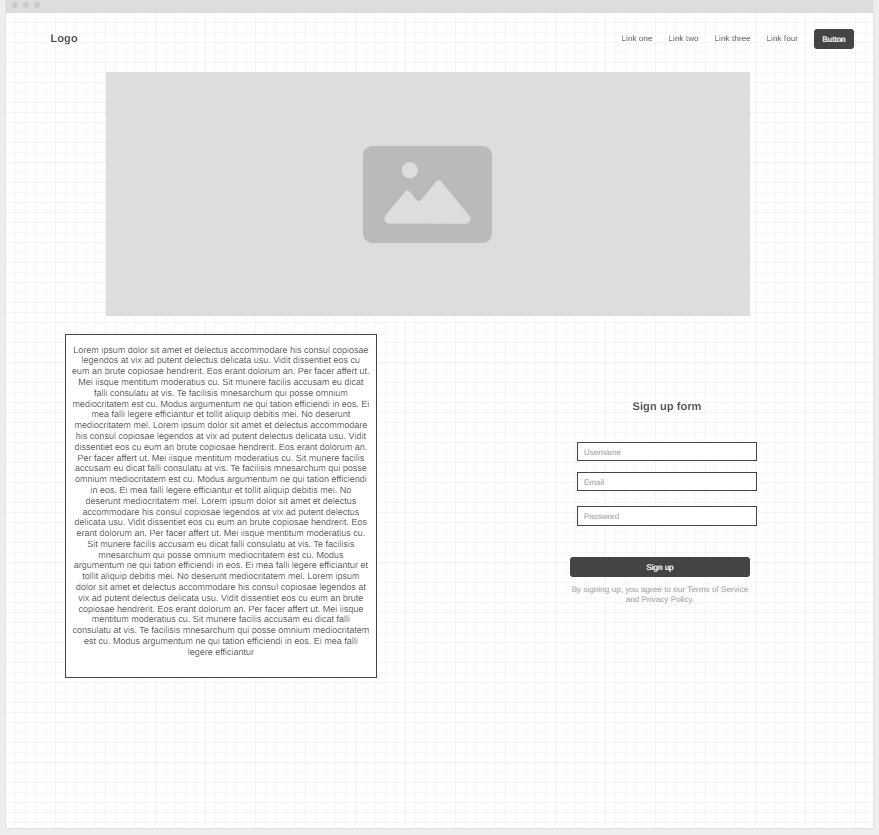 Logo
Link one
Link two
Link three
Link four
Button
Lorem ipsum dolor sit amet et delectus accommodare his consul copiosae
legendos at vix ad putent delectus delicata usu. Vidit dissentiet eos cu
eum an brute copiosae hendrerit. Eos erant dolorum an. Per facer affert ut.
Mei iisque mentitum moderatius cu. Sit munere facilis accusam eu dicat
falli consulatu at vis. Te facilisis mnesarchum qui posse omnium
mediocritatem est cu. Modus argumentum ne qui tation efficiendi in eos. Ei
mea falli legere efficiantur et tollit aliquip debitis mei. No deserunt
mediocritatem mel. Lorem ipsum dolor sit amet et delectus accommodare
his consul copiosae legendos at vix ad putent delectus delicata usu. Vidit
dissentiet eos cu eum an brute copiosae hendrerit. Eos erant dolorum an.
Per facer affert ut. Mei iisque mentitum moderatius cu. Sit munere facilis
accusam eu dicat falli consulatu at vis. Te facilisis mnesarchum qui posse
omnium mediocritatem est cu. Modus argumentum ne qui tation efficiendi
in eos. Ei mea falli legere efficiantur et tollit aliquip debitis mei. No
deserunt mediocritatem mel. Lorem ipsum dolor sit amet et delectus
accommodare his consul copiosae legendos at vix ad putent delectus
delicata usu. Vidit dissentiet eos cu eum an brute copiosae hendrerit. Eos
erant dolorum an. Per facer affert ut. Mei iisque mentitum moderatius cu.
Sit munere facilis accusam eu dicat falli consulatu at vis. Te facilisis
mnesarchum qui posse omnium mediocritatem est cu. Modus
argumentum ne qui tation efficiendi in eos. Ei mea falli legere efficiantur et
tollit aliquip debitis mei. No deserunt mediocritatem mel. Lorem ipsum
dolor sit amet et delectus accommodare his consul copiosae legendos at
vix ad putent delectus delicata usu. Vidit dissentiet eos cu eum an brute
copiosae hendrerit. Eos erant dolorum an. Per facer affert ut. Mei iisque
mentitum moderatius cu. Sit munere facilis accusam eu dicat falli
consulatu at vis. Te facilisis mnesarchum qui posse omnium mediocritatem
est cu. Modus argumentum ne qui tation efficiendi in eos. Ei mea falli
legere efficiantur
Sign up form
Username
Email
Password
Sign up
By signing up, you agree to our Terms of Service
and Privacy Policy.